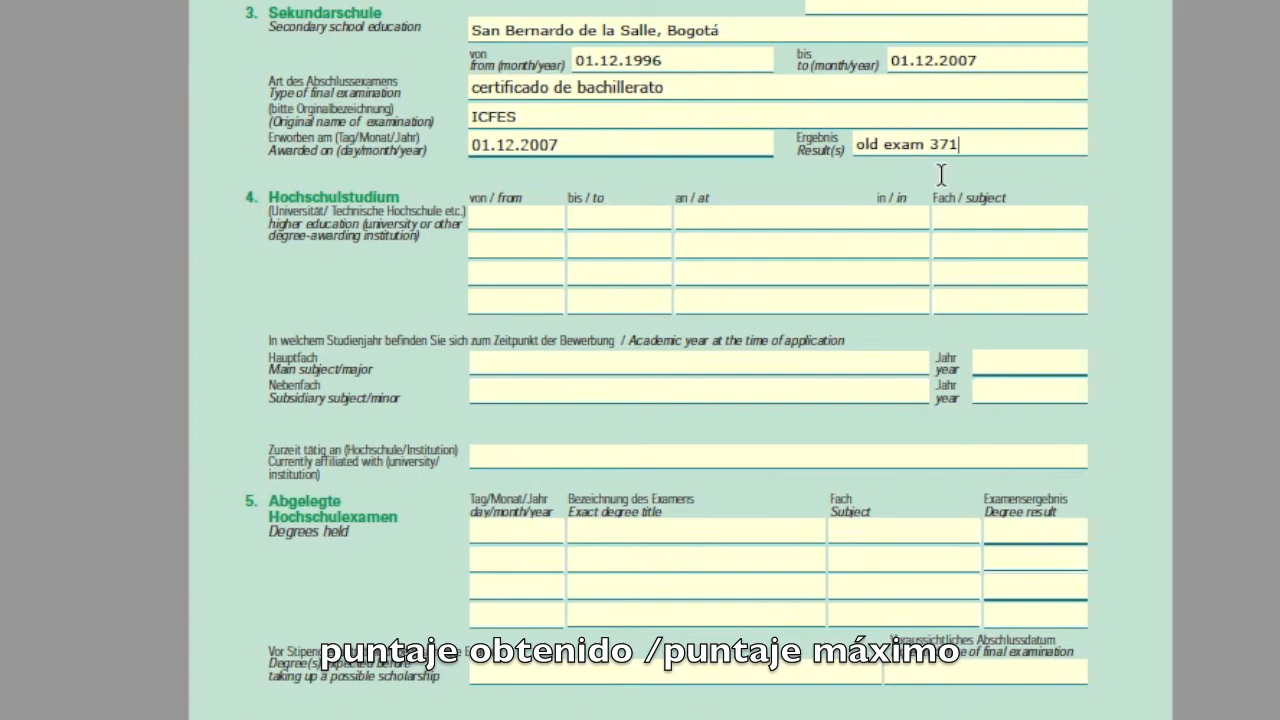 3. Sekundarschule
Secondary school education
San Bernardo de la Salle, Bogotá
von
from (month/year)
01.12.1996
bis
to (month/year)
01.12.2007
Art des Abschlussexamens
Type of final examination
certificado de bachillerato
(bitte Orginalbezeichnung)
(Original name of examination)
ICFES
Erworben am (Tag/Monat/Jahr)
Awarded on (day/month/year)
01.12.2007
Ergebnis
Result(s)
old exam 371
4. Hochschulstudium
von / from bis / to an / at in / in Fach / subject
(Universität/ Technische Hochschule etc.)
higher education (university or other
degree-awarding institution)
In welchem Studienjahr befinden Sie sich zum Zeitpunkt der Bewerbung / Academic year at the time of application
Hauptfach
Main subject/major
Jahr
year
Nebenfach
Subsidiary subject/minor
Jahr
year
Zurzeit tätig an (Hochschule/Institution)
Currently affiliated with (university/
institution)
5. Abgelegte
Hochschulexamen
Degrees held
Tag/Monat/Jahr
day/month/year
Bezeichnung des Examens
Exact degree title
Fach
Subject
Examensergebnis
Degree result
Vor Stipen
Degree(s) expected before
taking up a possible scholarship
Voraussichtliches Abschlussdatum
of final examination
puntaje obtenido /puntaje máximo